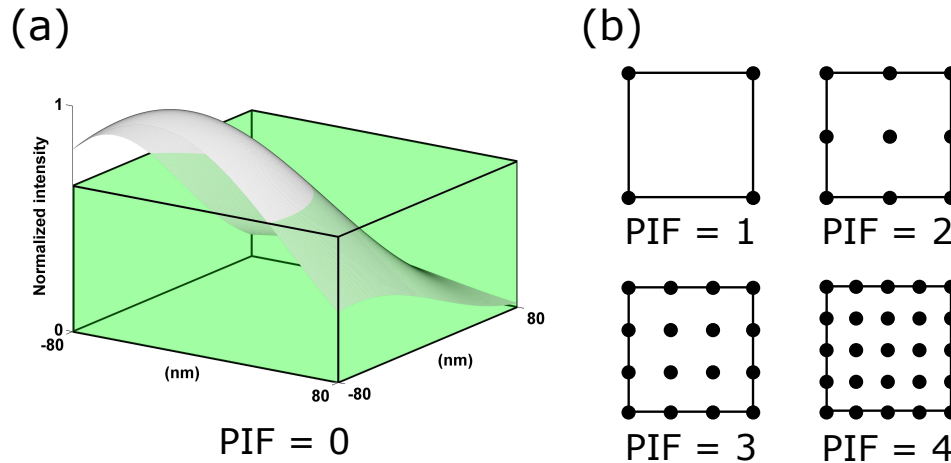 (a)
1
Normalized intensity
0
-80
(nm)
80
-80
(nm)
80
PIF = 0
(b)
PIF = 1
PIF = 2
PIF = 3
PIF = 4